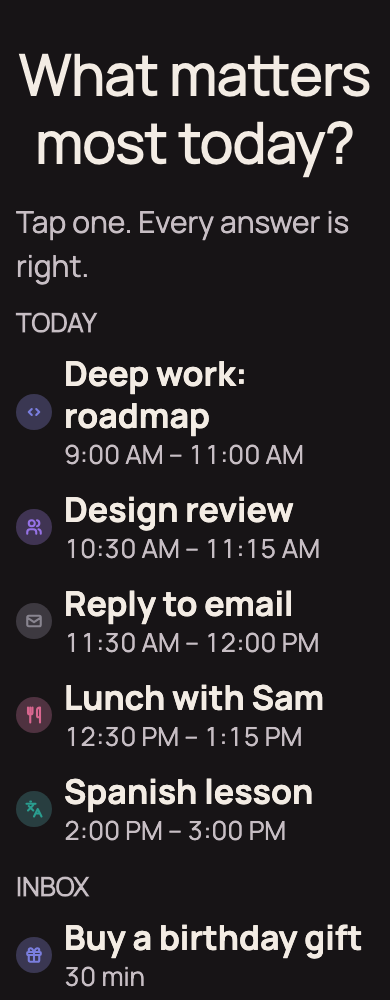 What matters
most today?
Tap one. Every answer is
right.
TODAY
Deep work:
roadmap
9:00 AM – 11:00 AM
Design review
10:30 AM – 11:15 AM
Reply to email
11:30 AM – 12:00 PM
Lunch with Sam
12:30 PM – 1:15 PM
Spanish lesson
2:00 PM – 3:00 PM
INBOX
Buy a birthday gift
30 min